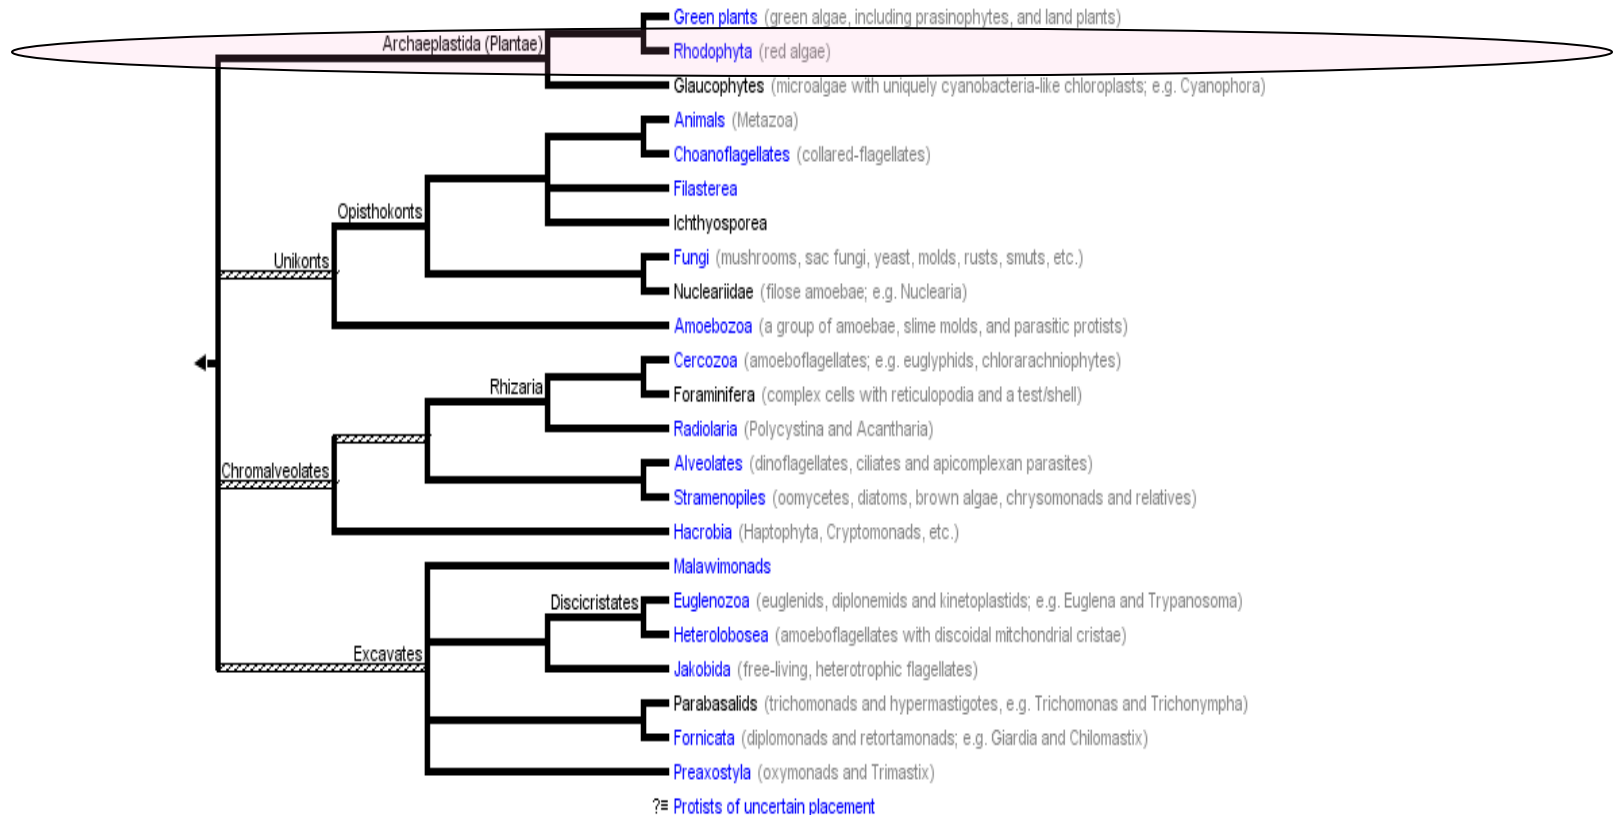 Green plants (green algae, including prasinophytes, and land plants)
Archaeplastida (Plantae)
Rhodophyta (red algae)
Glaucophytes (microalgae with uniquely cyanobacteria-like chloroplasts; e.g. Cyanophora)
Animals (Metazoa)
Choanoflagellates (collared-flagellates)
Filasterea
Opisthokonts
Ichthyosporea
Unikonts
Fungi (mushrooms, sac fungi, yeast, molds, rusts, smuts, etc.)
Nucleariidae (filose amoebae; e.g. Nuclearia)
Amoebozoa (a group of amoebae, slime molds, and parasitic protists)
Cercozoa (amoeboflagellates; e.g. euglyphids, chlorarachniophytes)
Rhizaria
Foraminifera (complex cells with reticulopodia and a test/shell)
Radiolaria (Polycystina and Acantharia)
Alveolates (dinoflagellates, ciliates and apicomplexan parasites)
Chromalveolates
Stramenopiles (oomycetes, diatoms, brown algae, chrysomonads and relatives)
Hacrobia (Haptophyta, Cryptomonads, etc.)
Malawimonads
Discicristates
Euglenozoa (euglenids, diplonemids and kinetoplastids; e.g. Euglena and Trypanosoma)
Heterolobosea (amoeboflagellates with discoidal mitchondrial cristae)
Excavates
Jakobida (free-living, heterotrophic flagellates)
Parabasalids (trichomonads and hypermastigotes, e.g. Trichomonas and Trichonympha)
Fornicata (diplomonads and retortamonads; e.g. Giardia and Chilomastix)
Preaxostyla (oxymonads and Trimastix)
?≡ Protists of uncertain placement